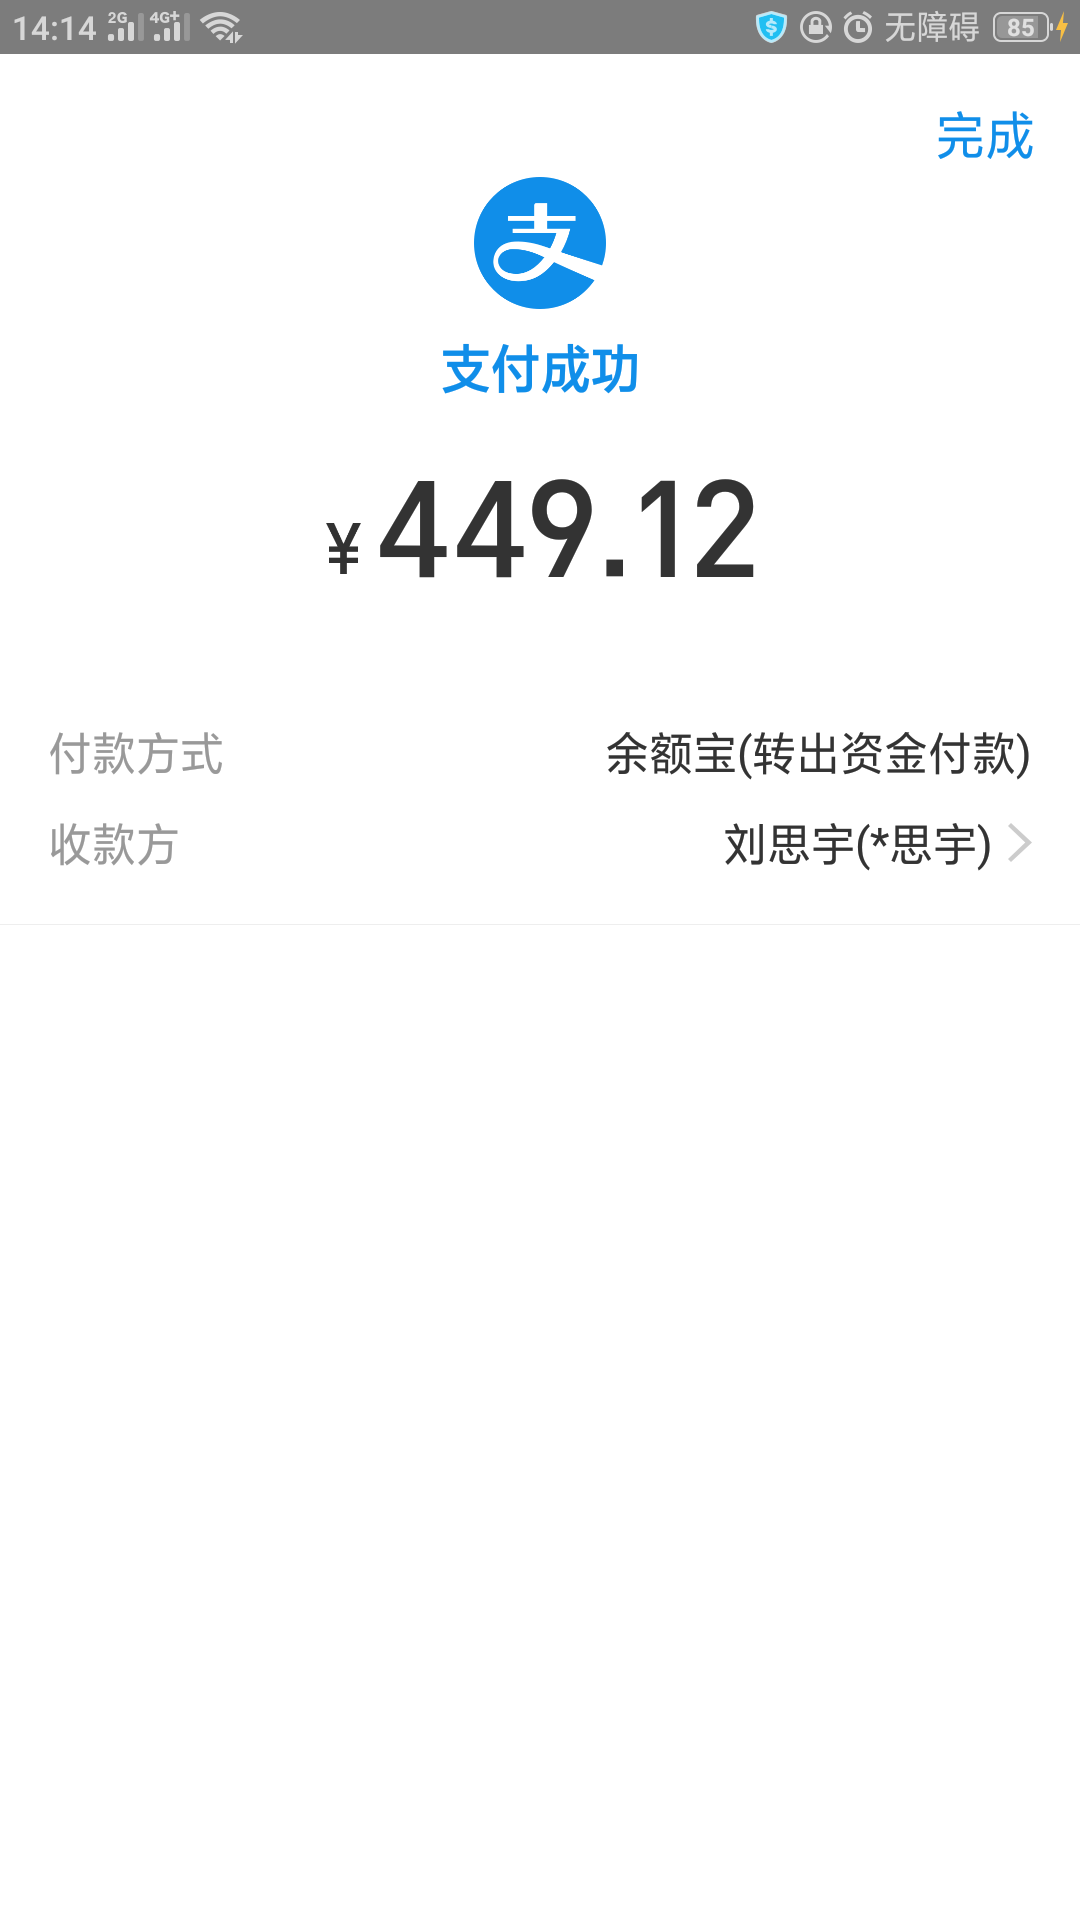 14:14 2G 4G+ 无障碍 85
完成
支
支付成功
¥449.12
付款方式 余额宝(转出资金付款)
收款方 刘思宇(*思宇)